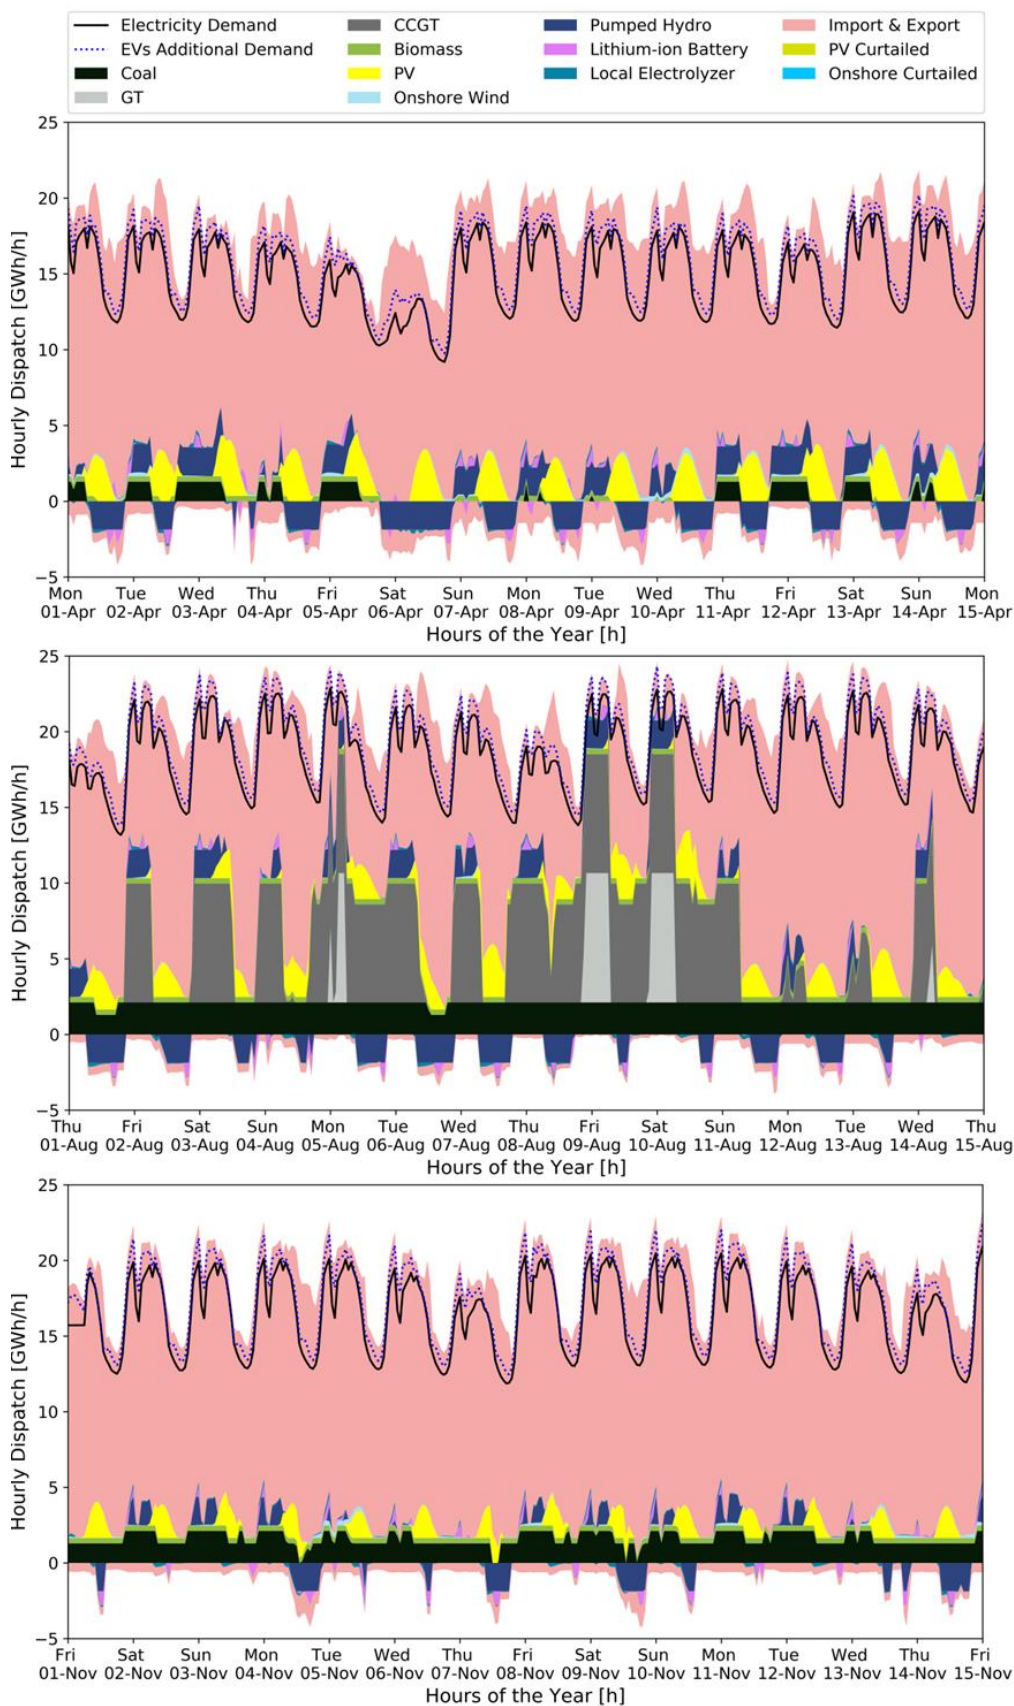 Electricity Demand
EVs Additional Demand
Coal
GT
CCGT
Biomass
PV
Onshore Wind
Pumped Hydro
Lithium-ion Battery
Local Electrolyzer
Import & Export
PV Curtailed
Onshore Curtailed
Hourly Dispatch [GWh/h]
25
20
15
10
5
0
−5
Mon Tue Wed Thu Fri Sat Sun Mon Tue Wed Thu Fri Sat Sun Mon
01-Apr 02-Apr 03-Apr 04-Apr 05-Apr 06-Apr 07-Apr 08-Apr 09-Apr 10-Apr 11-Apr 12-Apr 13-Apr 14-Apr 15-Apr
Hours of the Year [h]
Hourly Dispatch [GWh/h]
25
20
15
10
5
0
−5
Thu Fri Sat Sun Mon Tue Wed Thu Fri Sat Sun Mon Tue Wed Thu
01-Aug 02-Aug 03-Aug 04-Aug 05-Aug 06-Aug 07-Aug 08-Aug 09-Aug 10-Aug 11-Aug 12-Aug 13-Aug 14-Aug 15-Aug
Hours of the Year [h]
Hourly Dispatch [GWh/h]
25
20
15
10
5
0
−5
Fri Sat Sun Mon Tue Wed Thu Fri Sat Sun Mon Tue Wed Thu Fri
01-Nov 02-Nov 03-Nov 04-Nov 05-Nov 06-Nov 07-Nov 08-Nov 09-Nov 10-Nov 11-Nov 12-Nov 13-Nov 14-Nov 15-Nov
Hours of the Year [h]